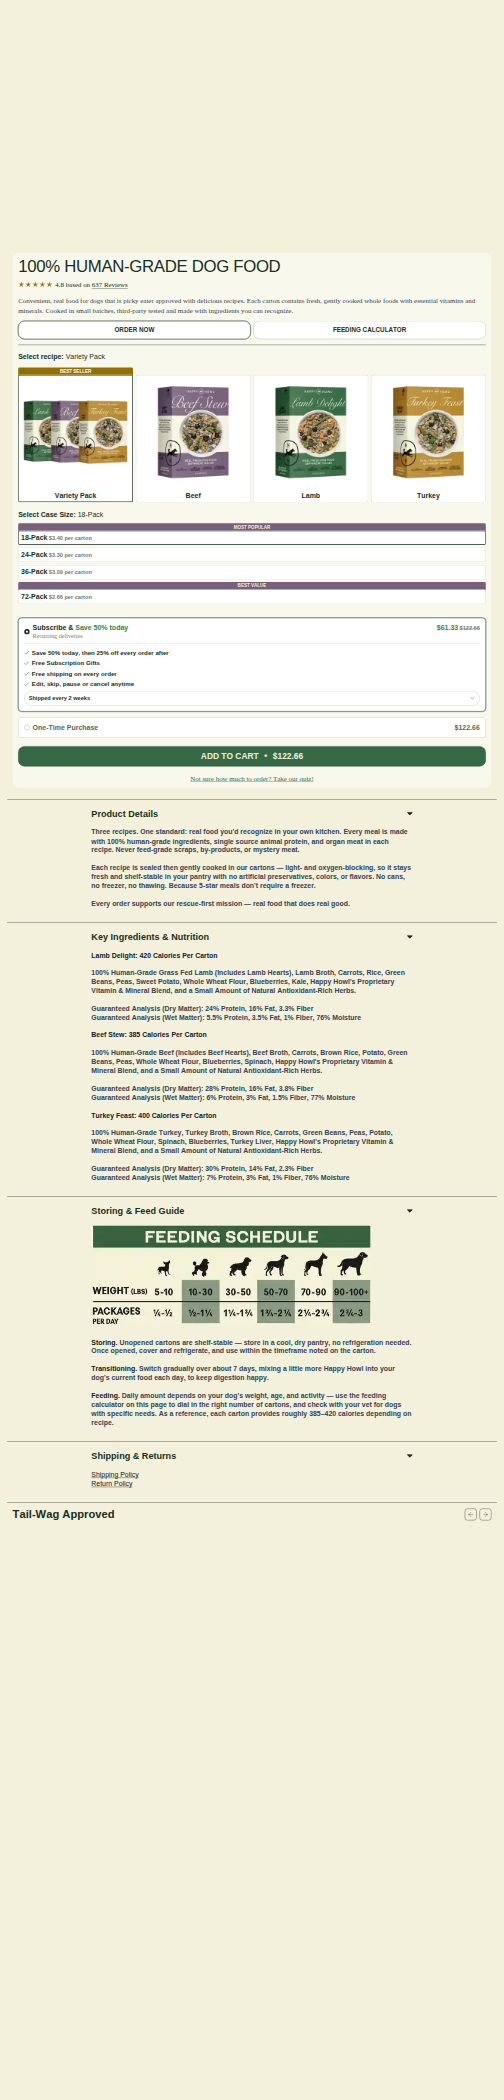 100% HUMAN-GRADE DOG FOOD
★★★★★ 4.8 based on 637 Reviews
Convenient, real food for dogs that is picky eater approved with delicious recipes. Each carton contains fresh, gently cooked whole foods with essential vitamins and
minerals. Cooked in small batches, third-party tested and made with ingredients you can recognize.
ORDER NOW
FEEDING CALCULATOR
Select recipe: Variety Pack
BEST SELLER
Lamb Beef Turkey Feast
Beef Stew
Lamb Delight
Turkey Feast
Variety Pack
Beef
Lamb
Turkey
Select Case Size: 18-Pack
MOST POPULAR
18-Pack $3.40 per carton
24-Pack $3.30 per carton
36-Pack $3.09 per carton
BEST VALUE
72-Pack $2.66 per carton
Subscribe & Save 50% today
$61.33 $122.66
Recurring deliveries
Save 50% today, then 25% off every order after
Free Subscription Gifts
Free shipping on every order
Edit, skip, pause or cancel anytime
Shipped every 2 weeks
One-Time Purchase
$122.66
ADD TO CART • $122.66
Not sure how much to order? Take our quiz!
Product Details
Three recipes. One standard: real food you'd recognize in your own kitchen. Every meal is made
with 100% human-grade ingredients, single source animal protein, and organ meat in each
recipe. Never feed-grade scraps, by-products, or mystery meat.
Each recipe is sealed then gently cooked in our cartons — light- and oxygen-blocking, so it stays
fresh and shelf-stable in your pantry with no artificial preservatives, colors, or flavors. No cans,
no freezer, no thawing. Because 5-star meals don't require a freezer.
Every order supports our rescue-first mission — real food that does real good.
Key Ingredients & Nutrition
Lamb Delight: 420 Calories Per Carton
100% Human-Grade Grass Fed Lamb (Includes Lamb Hearts), Lamb Broth, Carrots, Rice, Green
Beans, Peas, Sweet Potato, Whole Wheat Flour, Blueberries, Kale, Happy Howl's Proprietary
Vitamin & Mineral Blend, and a Small Amount of Natural Antioxidant-Rich Herbs.
Guaranteed Analysis (Dry Matter): 24% Protein, 16% Fat, 3.3% Fiber
Guaranteed Analysis (Wet Matter): 5.5% Protein, 3.5% Fat, 1% Fiber, 76% Moisture
Beef Stew: 385 Calories Per Carton
100% Human-Grade Beef (Includes Beef Hearts), Beef Broth, Carrots, Brown Rice, Potato, Green
Beans, Peas, Whole Wheat Flour, Blueberries, Spinach, Happy Howl's Proprietary Vitamin &
Mineral Blend, and a Small Amount of Natural Antioxidant-Rich Herbs.
Guaranteed Analysis (Dry Matter): 28% Protein, 16% Fat, 3.8% Fiber
Guaranteed Analysis (Wet Matter): 6% Protein, 3% Fat, 1.5% Fiber, 77% Moisture
Turkey Feast: 400 Calories Per Carton
100% Human-Grade Turkey, Turkey Broth, Brown Rice, Carrots, Green Beans, Peas, Potato,
Whole Wheat Flour, Spinach, Blueberries, Turkey Liver, Happy Howl's Proprietary Vitamin &
Mineral Blend, and a Small Amount of Natural Antioxidant-Rich Herbs.
Guaranteed Analysis (Dry Matter): 30% Protein, 14% Fat, 2.3% Fiber
Guaranteed Analysis (Wet Matter): 7% Protein, 3% Fat, 1% Fiber, 76% Moisture
Storing & Feed Guide
FEEDING SCHEDULE
WEIGHT (LBS) 5-10 10-30 30-50 50-70 70-90 90-100+
PACKAGES
PER DAY
Storing. Unopened cartons are shelf-stable — store in a cool, dry pantry, no refrigeration needed.
Once opened, cover and refrigerate, and use within the timeframe noted on the carton.
Transitioning. Switch gradually over about 7 days, mixing a little more Happy Howl into your
dog's current food each day, to keep digestion happy.
Feeding. Daily amount depends on your dog's weight, age, and activity — use the feeding
calculator on this page to dial in the right number of cartons, and check with your vet for dogs
with specific needs. As a reference, each carton provides roughly 385–420 calories depending on
recipe.
Shipping & Returns
Shipping Policy
Return Policy
Tail-Wag Approved